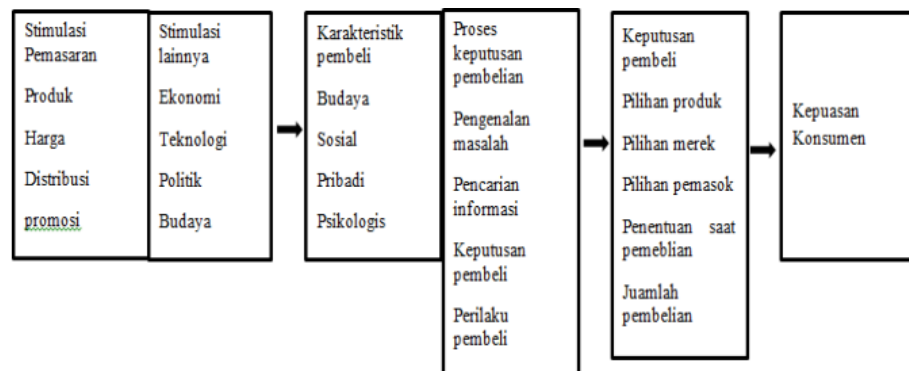 Stimulasi
Pemasaran
Produk
Harga
Distribusi
promosi
Stimulasi
lainnya
Ekonomi
Teknologi
Politik
Budaya
Karakteristik
pembeli
Budaya
Sosial
Pribadi
Psikologis
Proses
keputusan
pembelian
Pengenalan
masalah
Pencarian
informasi
Keputusan
pembeli
Perilaku
pembeli
Keputusan
pembeli
Pilihan produk
Pilihan merek
Pilihan pemasok
Penentuan saat
pemeblian
Juamlah
pembelian
Kepuasan
Konsumen